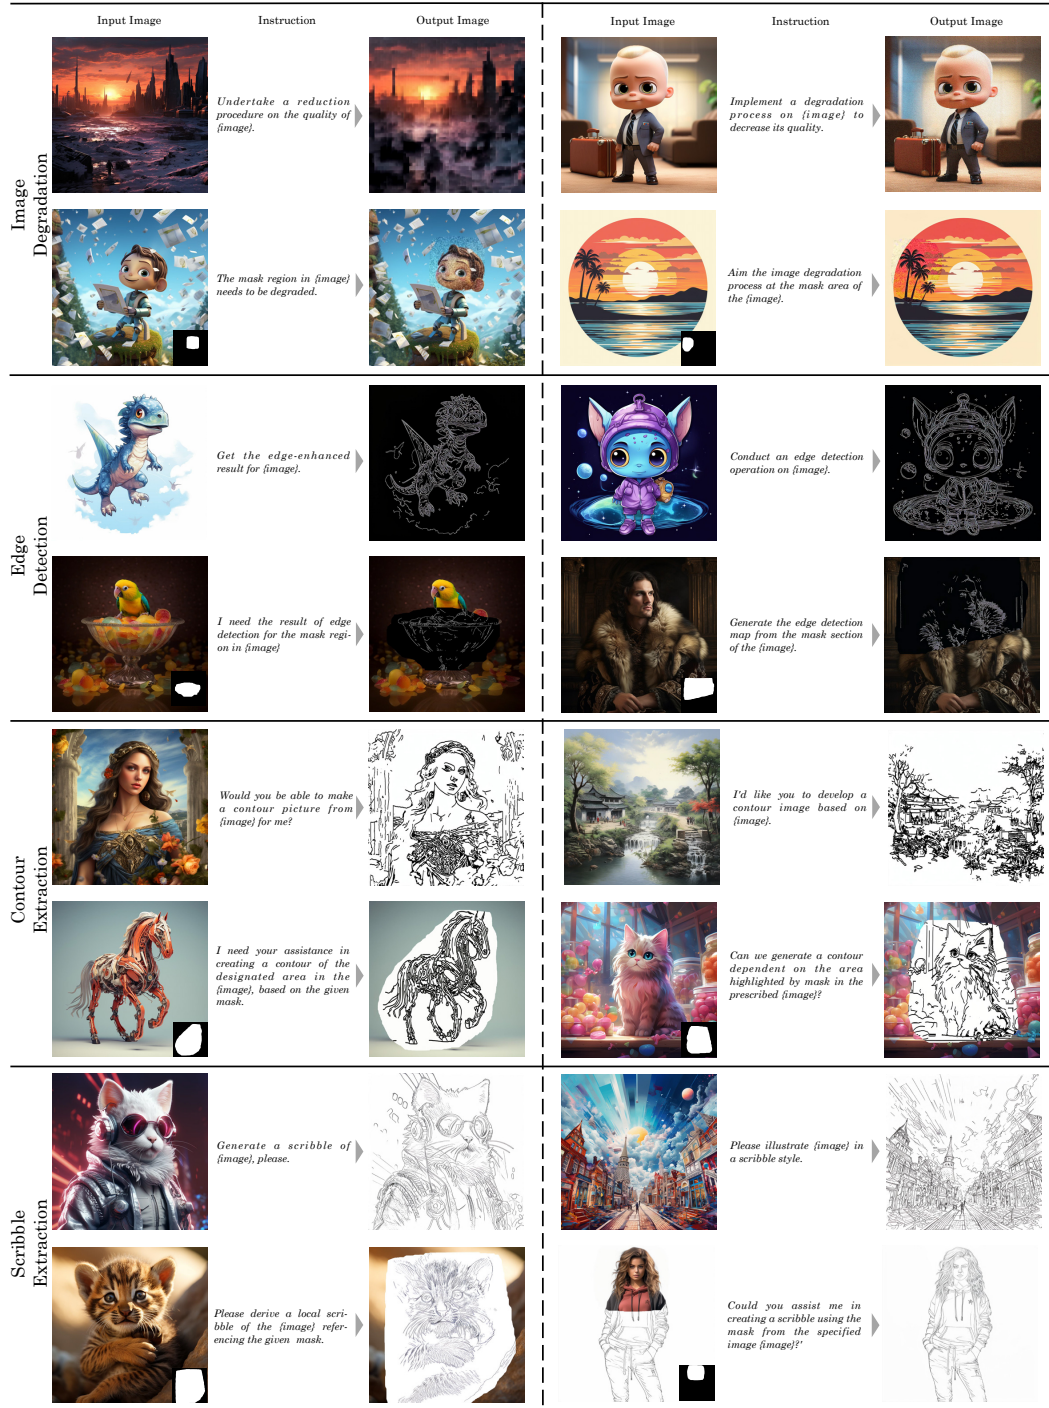 Input Image
Instruction
Output Image
Input Image
Instruction
Output Image
Image
Degradation
Undertake a reduction
procedure on the quality of
{image}.
Implement a degradation
process on {image} to
decrease its quality.
The mask region in {image}
needs to be degraded.
Aim the image degradation
process at the mask area of
the {image}.
Edge
Detection
Get the edge-enhanced
result for {image}.
Conduct an edge detection
operation on {image}.
I need the result of edge
detection for the mask regi-
on in {image}
Generate the edge detection
map from the mask section
of the {image}.
Contour
Extraction
Would you be able to make
a contour picture from
{image} for me?
I'd like you to develop a
contour image based on
{image}.
I need your assistance in
creating a contour of the
designated area in the
{image}, based on the given
mask.
Can we generate a contour
dependent on the area
highlighted by mask in the
prescribed {image}?
Scribble
Extraction
Generate a scribble of
{image}, please.
Please illustrate {image} in
a scribble style.
Please derive a local scri-
bble of the {image} refer-
encing the given mask.
Could you assist me in
creating a scribble using the
mask from the specified
image {image}?'